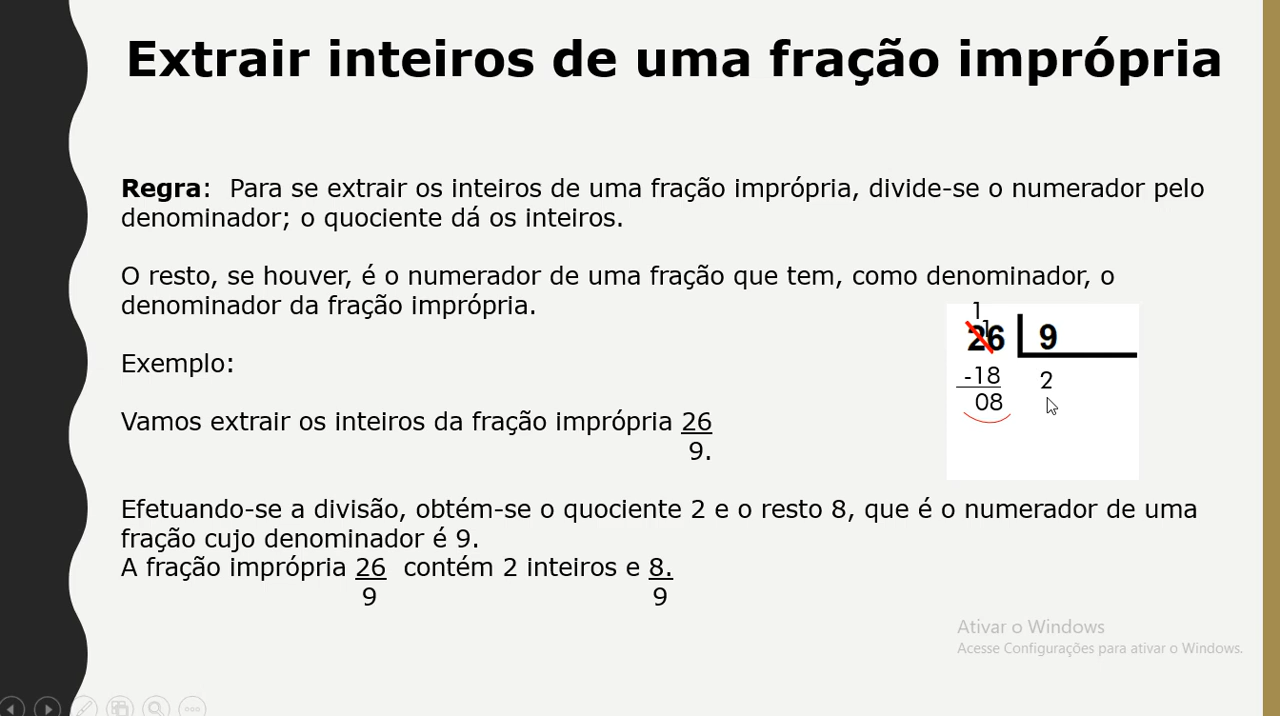 Extrair inteiros de uma fração imprópria
Regra: Para se extrair os inteiros de uma fração imprópria, divide-se o numerador pelo
denominador; o quociente dá os inteiros.
O resto, se houver, é o numerador de uma fração que tem, como denominador, o
denominador da fração imprópria.
1
1
26 9
-18 2
08
Exemplo:
Vamos extrair os inteiros da fração imprópria 26
9.
Efetuando-se a divisão, obtém-se o quociente 2 e o resto 8, que é o numerador de uma
fração cujo denominador é 9.
A fração imprópria 26 contém 2 inteiros e 8.
9 9
Ativar o Windows
Acesse Configurações para ativar o Windows.